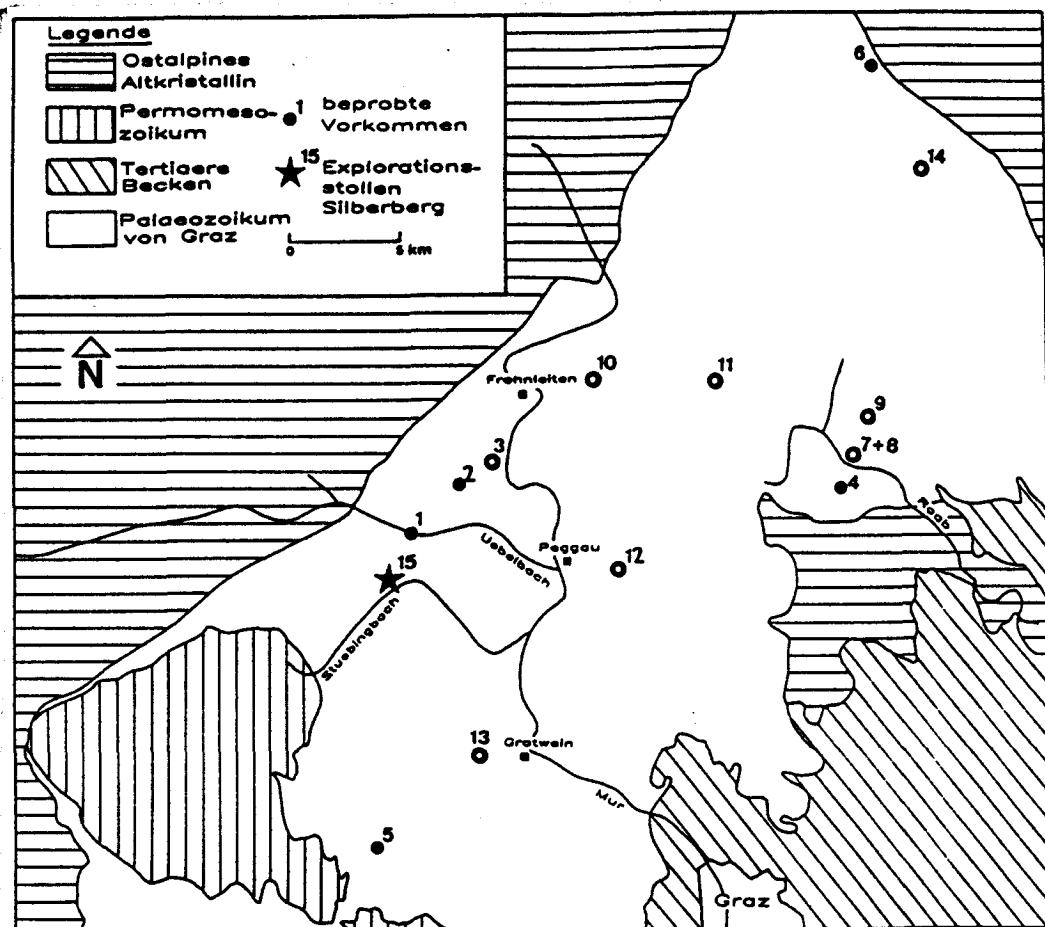 Legende
Ostalpines
Altkristallin
Permomeso-
zoikum
Tertiaere
Becken
Palaeozoikum
von Graz
1 beprobte
Vorkommen
15 Explorations-
stollen
Silberberg
0 5 km
N
6
14
10
11
Frohnleiten
9
3
7+8
2
4
Raab
1
Uebelbach
Peggau
12
15
Stuebingbach
13
Gratwein
Mur
5
Graz